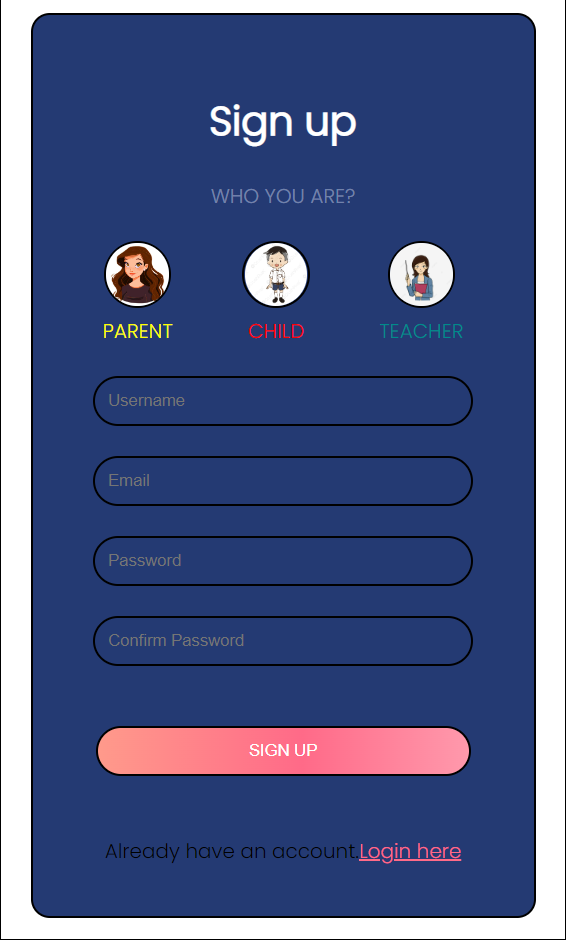 Sign up
WHO YOU ARE?
PARENT CHILD TEACHER
Username
Email
Password
Confirm Password
SIGN UP
Already have an account.Login here